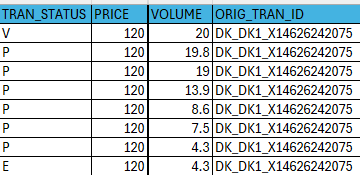 TRAN_STATUS PRICE VOLUME ORIG_TRAN_ID
V 120 20 DK_DK1_X14626242075
P 120 19.8 DK_DK1_X14626242075
P 120 19 DK_DK1_X14626242075
P 120 13.9 DK_DK1_X14626242075
P 120 8.6 DK_DK1_X14626242075
P 120 7.5 DK_DK1_X14626242075
P 120 4.3 DK_DK1_X14626242075
E 120 4.3 DK_DK1_X14626242075